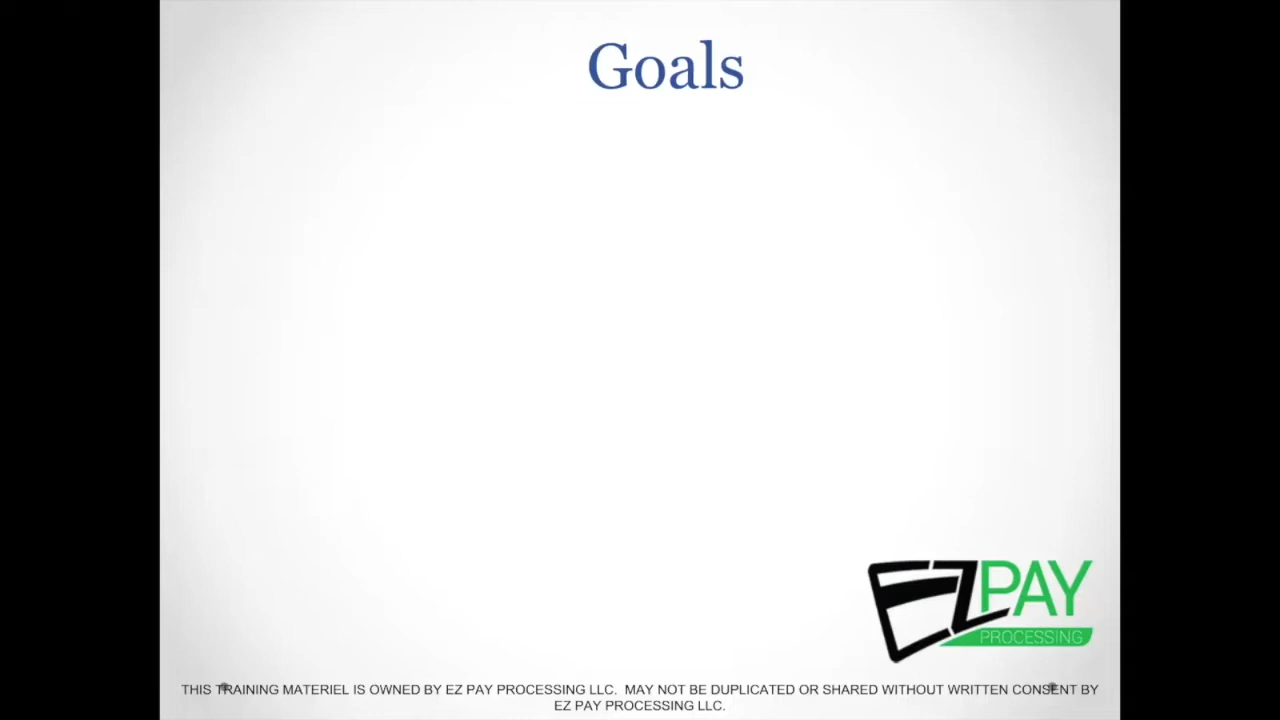 Goals
EZPAY
PROCESSING
THIS TRAINING MATERIEL IS OWNED BY EZ PAY PROCESSING LLC.  MAY NOT BE DUPLICATED OR SHARED WITHOUT WRITTEN CONSENT BY
EZ PAY PROCESSING LLC.